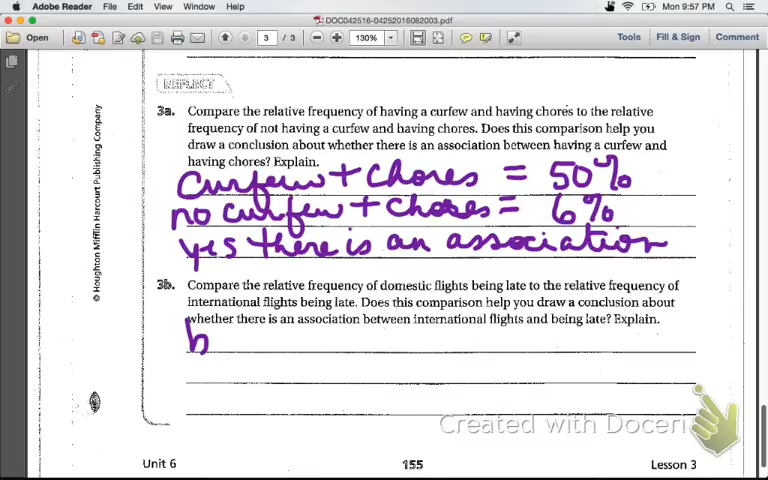 Adobe Reader File Edit View Window Help
Mon 9:57 PM
DOC042516-04252016082003.pdf
Open 3 / 3 130% Tools Fill & Sign Comment
REFLECT
3a. Compare the relative frequency of having a curfew and having chores to the relative
frequency of not having a curfew and having chores. Does this comparison help you
draw a conclusion about whether there is an association between having a curfew and
having chores? Explain.
curfew + chores = 50%
no curfew + chores = 6%
yes there is an association
© Houghton Mifflin Harcourt Publishing Company
3b. Compare the relative frequency of domestic flights being late to the relative frequency of
international flights being late. Does this comparison help you draw a conclusion about
whether there is an association between international flights and being late? Explain.
b
Created with Doceri
Unit 6 155 Lesson 3